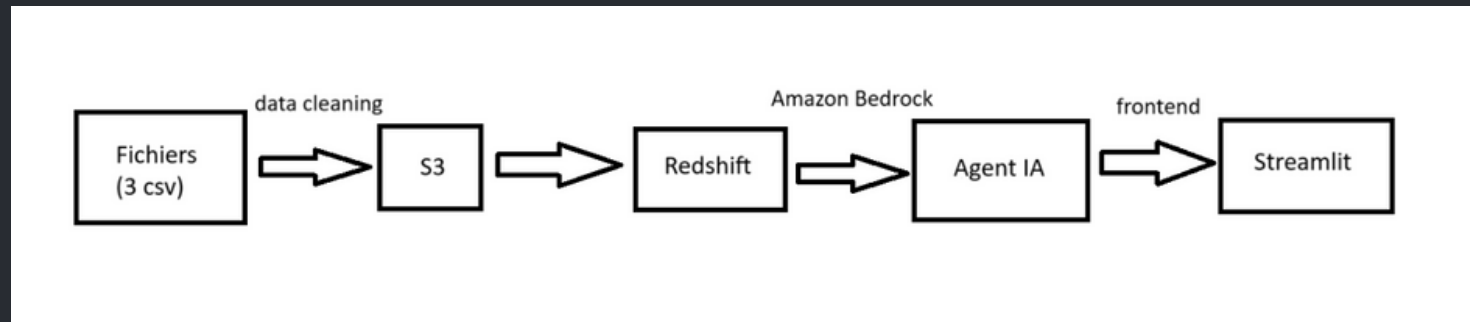 data cleaning
Amazon Bedrock
frontend
Fichiers
(3 csv)
S3
Redshift
Agent IA
Streamlit